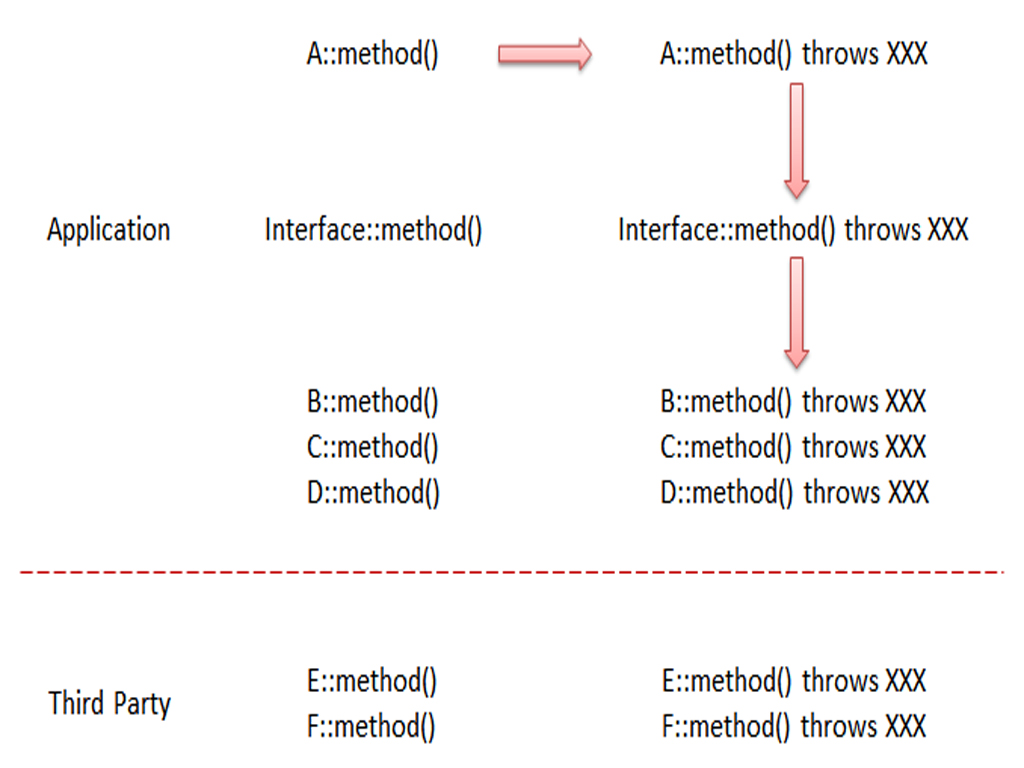 A::method() A::method() throws XXX
Application Interface::method() Interface::method() throws XXX
B::method() B::method() throws XXX
C::method() C::method() throws XXX
D::method() D::method() throws XXX
E::method() E::method() throws XXX
Third Party
F::method() F::method() throws XXX